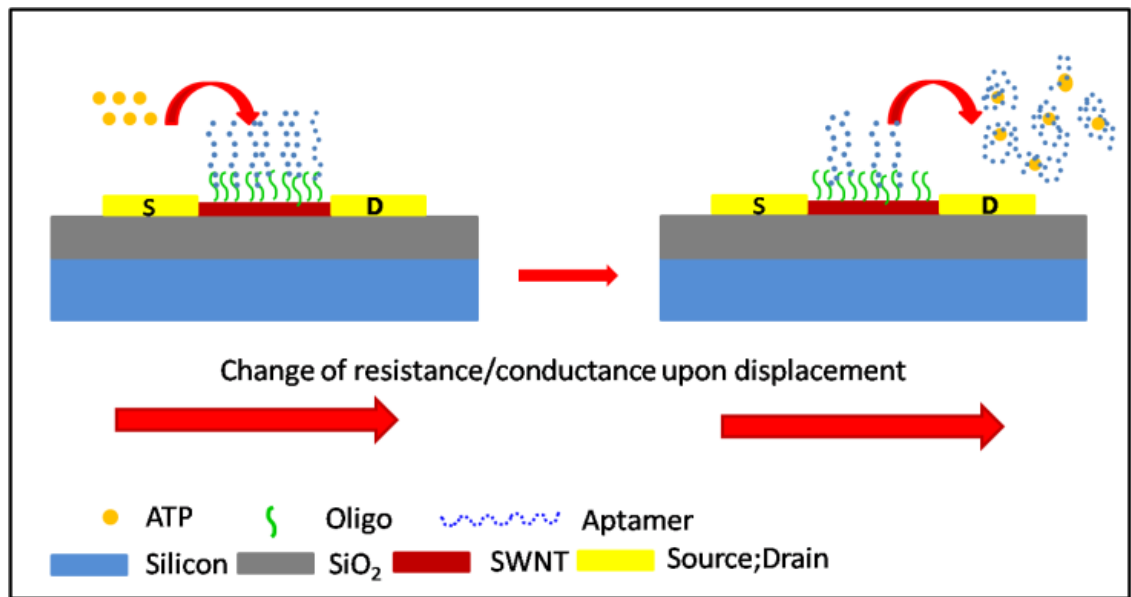 S D
S D
Change of resistance/conductance upon displacement
ATP Oligo Aptamer
Silicon SiO₂ SWNT Source;Drain